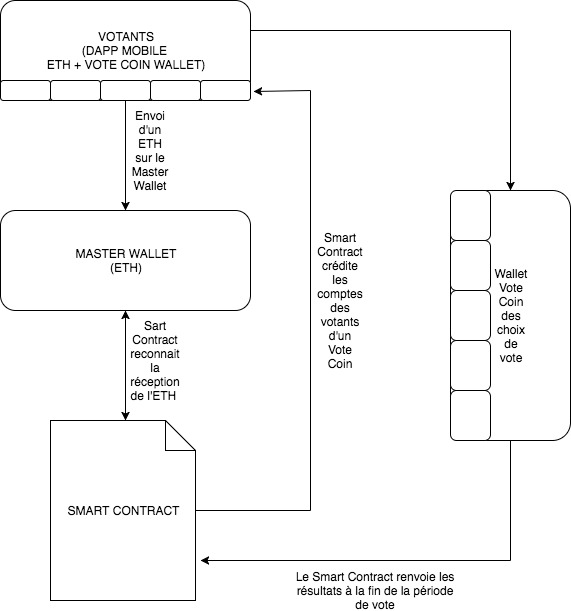 VOTANTS
(DAPP MOBILE
ETH + VOTE COIN WALLET)
Envoi
d'un
ETH
sur le
Master
Wallet
MASTER WALLET
(ETH)
Sart
Contract
reconnait
la
réception
de l'ETH
SMART CONTRACT
Smart
Contract
crédite
les
comptes
des
votants
d'un
Vote
Coin
Wallet
Vote
Coin
des
choix
de
vote
Le Smart Contract renvoie les
résultats à la fin de la période
de vote